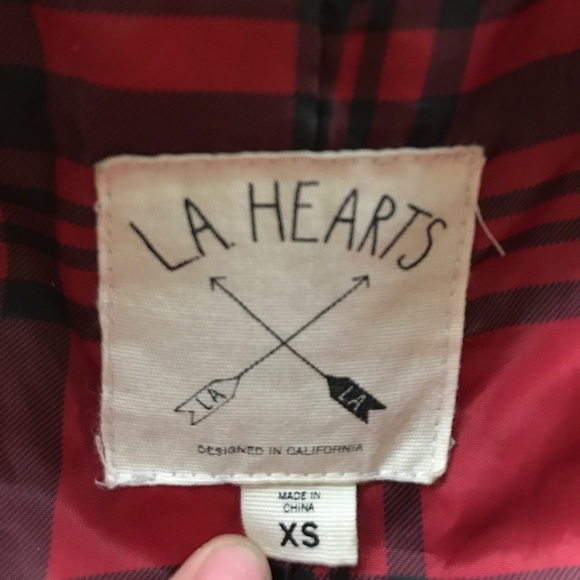 L.A. HEARTS
LA LA
DESIGNED IN CALIFORNIA
MADE IN
CHINA
XS